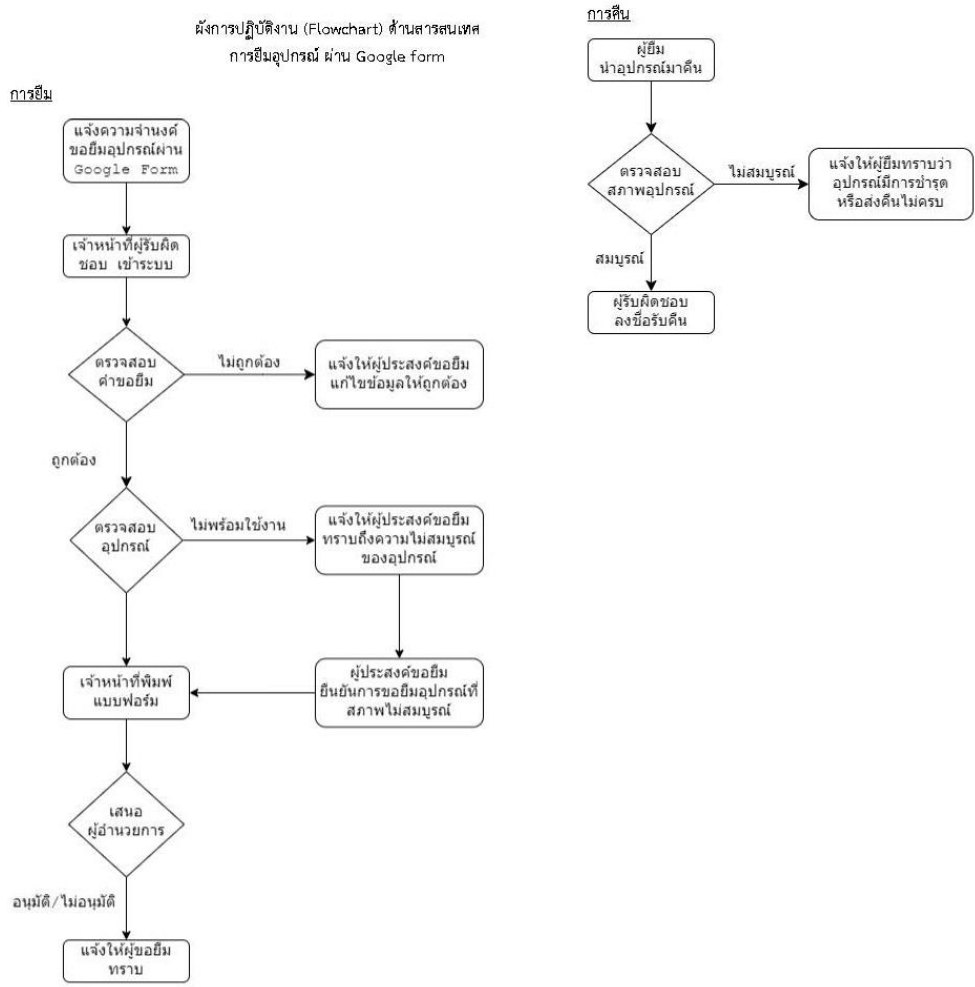 ผังการปฏิบัติงาน (Flowchart) ด้านสารสนเทศ
การยืมอุปกรณ์ ผ่าน Google form
การยืม
แจ้งความจำนงค์
ขอยืมอุปกรณ์ผ่าน
Google Form
เจ้าหน้าที่ผู้รับผิด
ชอบ เข้าระบบ
ตรวจสอบ
คำขอยืม
ไม่ถูกต้อง
แจ้งให้ผู้ประสงค์ขอยืม
แก้ไขข้อมูลให้ถูกต้อง
ถูกต้อง
ตรวจสอบ
อุปกรณ์
ไม่พร้อมใช้งาน
แจ้งให้ผู้ประสงค์ขอยืม
ทราบถึงความไม่สมบูรณ์
ของอุปกรณ์
ผู้ประสงค์ขอยืม
ยืนยันการขอยืมอุปกรณ์ที่
สภาพไม่สมบูรณ์
เจ้าหน้าที่พิมพ์
แบบฟอร์ม
เสนอ
ผู้อำนวยการ
อนุมัติ/ไม่อนุมัติ
แจ้งให้ผู้ขอยืม
ทราบ
การคืน
ผู้ยืม
นำอุปกรณ์มาคืน
ตรวจสอบ
สภาพอุปกรณ์
ไม่สมบูรณ์
แจ้งให้ผู้ยืมทราบว่า
อุปกรณ์มีการชำรุด
หรือส่งคืนไม่ครบ
สมบูรณ์
ผู้รับผิดชอบ
ลงชื่อรับคืน